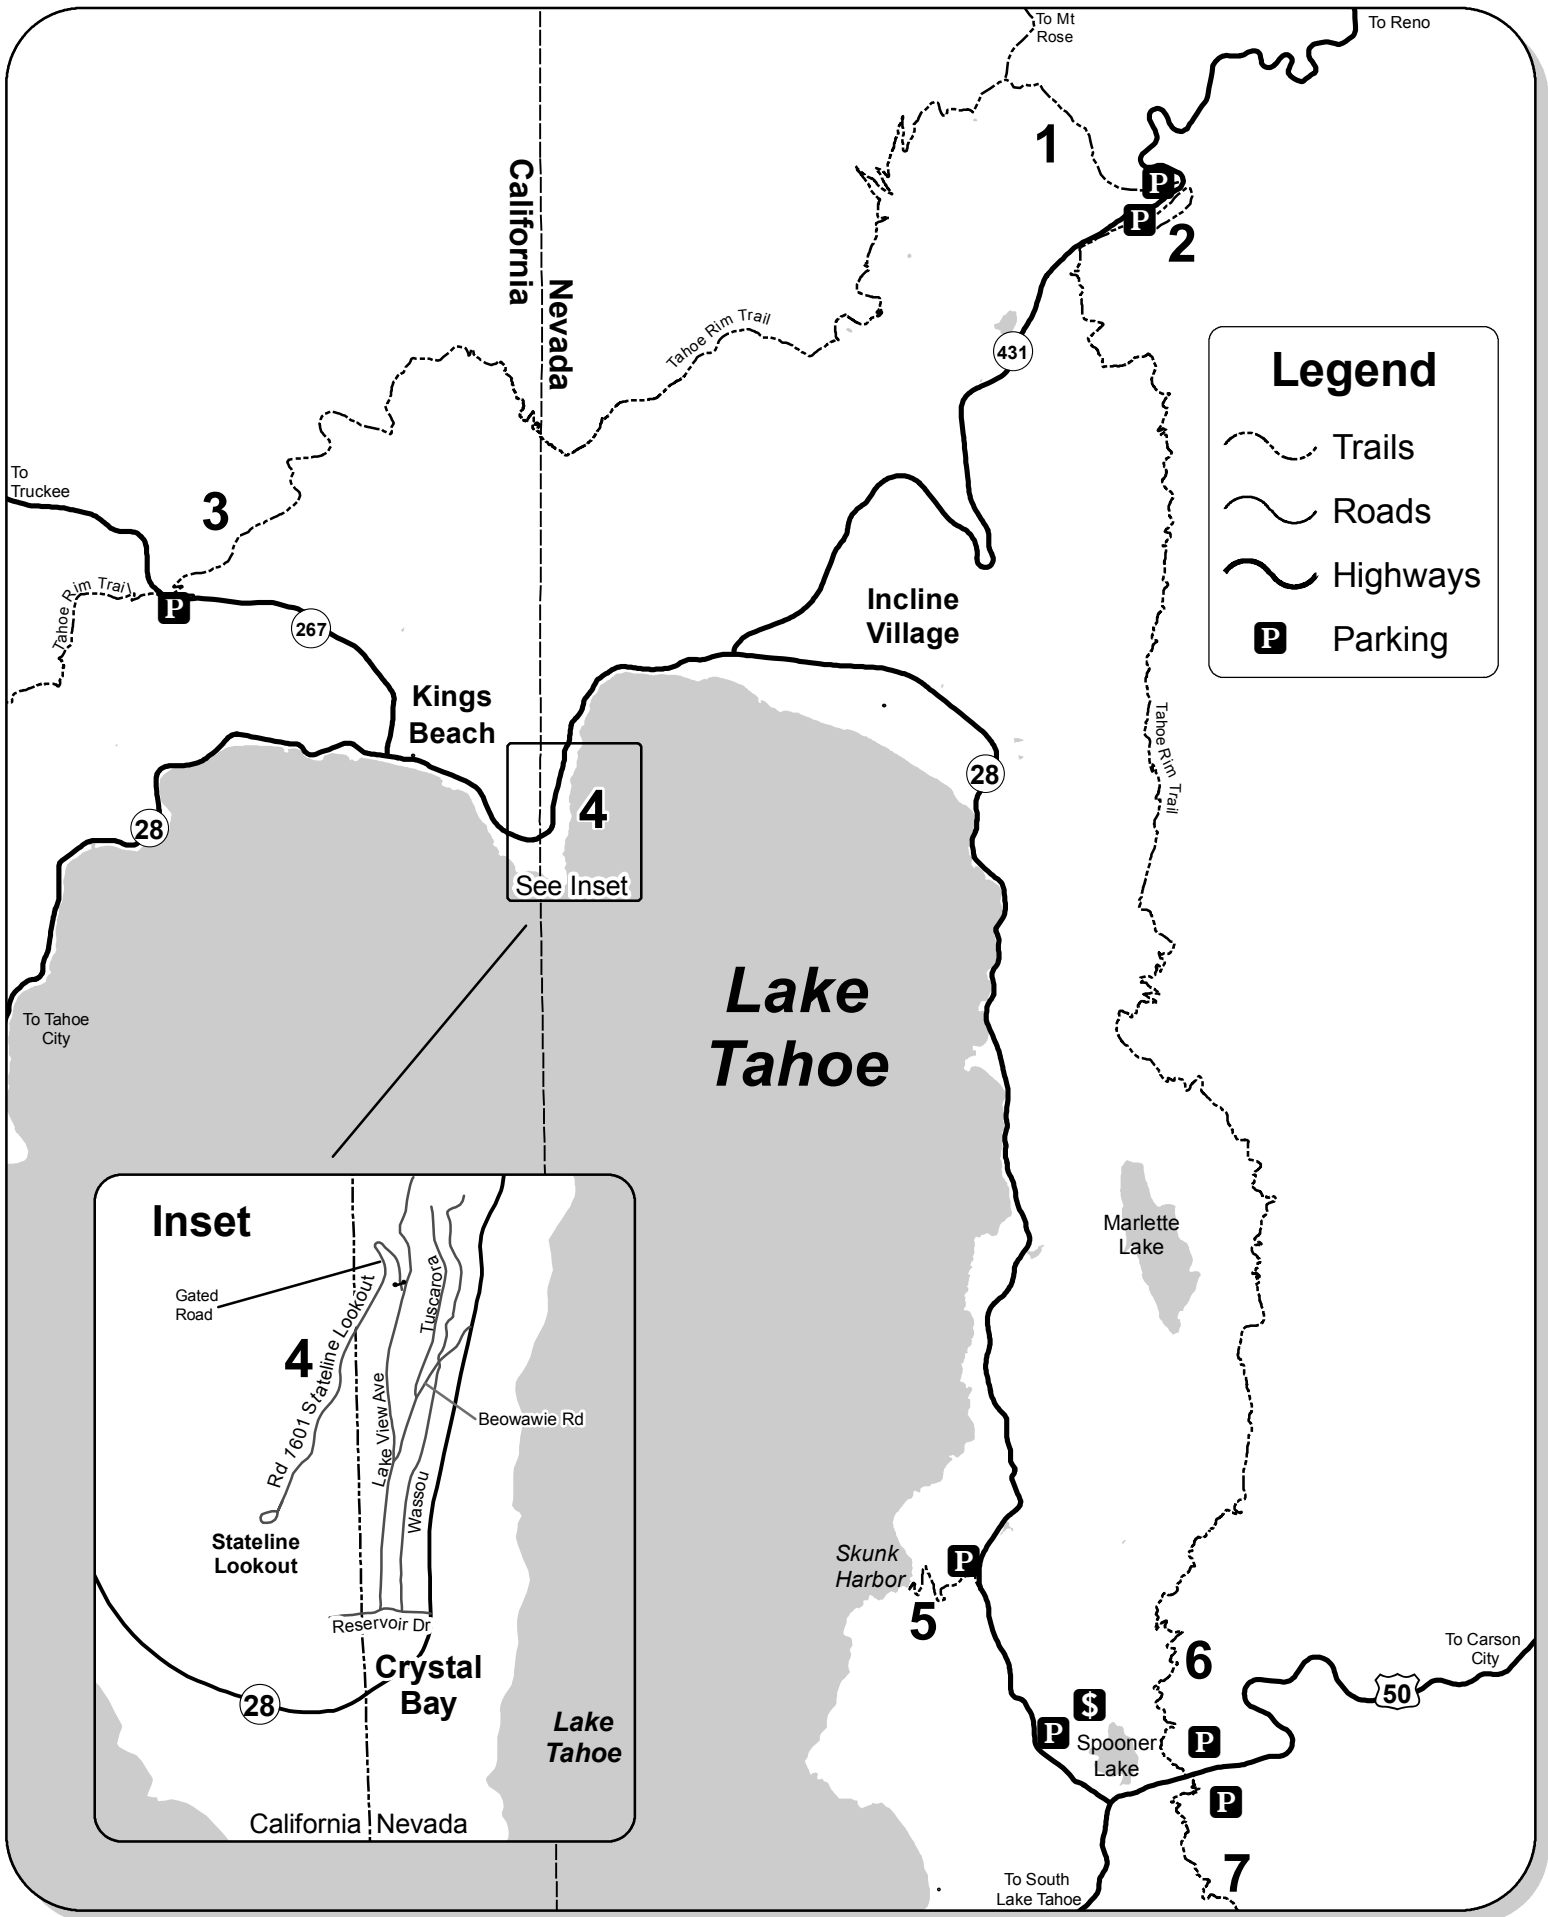 To Mt
Rose
To Reno
1
P
P
2
California
Nevada
Tahoe Rim Trail
431
Legend
Trails
Roads
Highways
P
Parking
To
Truckee
3
Tahoe Rim Trail
P
267
Incline
Village
Kings
Beach
28
4
See Inset
28
Tahoe Rim Trail
To Tahoe
City
Lake
Tahoe
Marlette
Lake
Inset
Gated
Road
4
Rd 1601 Stateline Lookout
Tuscarora
Lake View Ave
Beowawie Rd
Wassou
Stateline
Lookout
Reservoir Dr
Crystal
Bay
28
Lake
Tahoe
California
Nevada
Skunk
Harbor
P
5
6
To Carson
City
50
$
P
Spooner
Lake
P
P
7
To South
Lake Tahoe